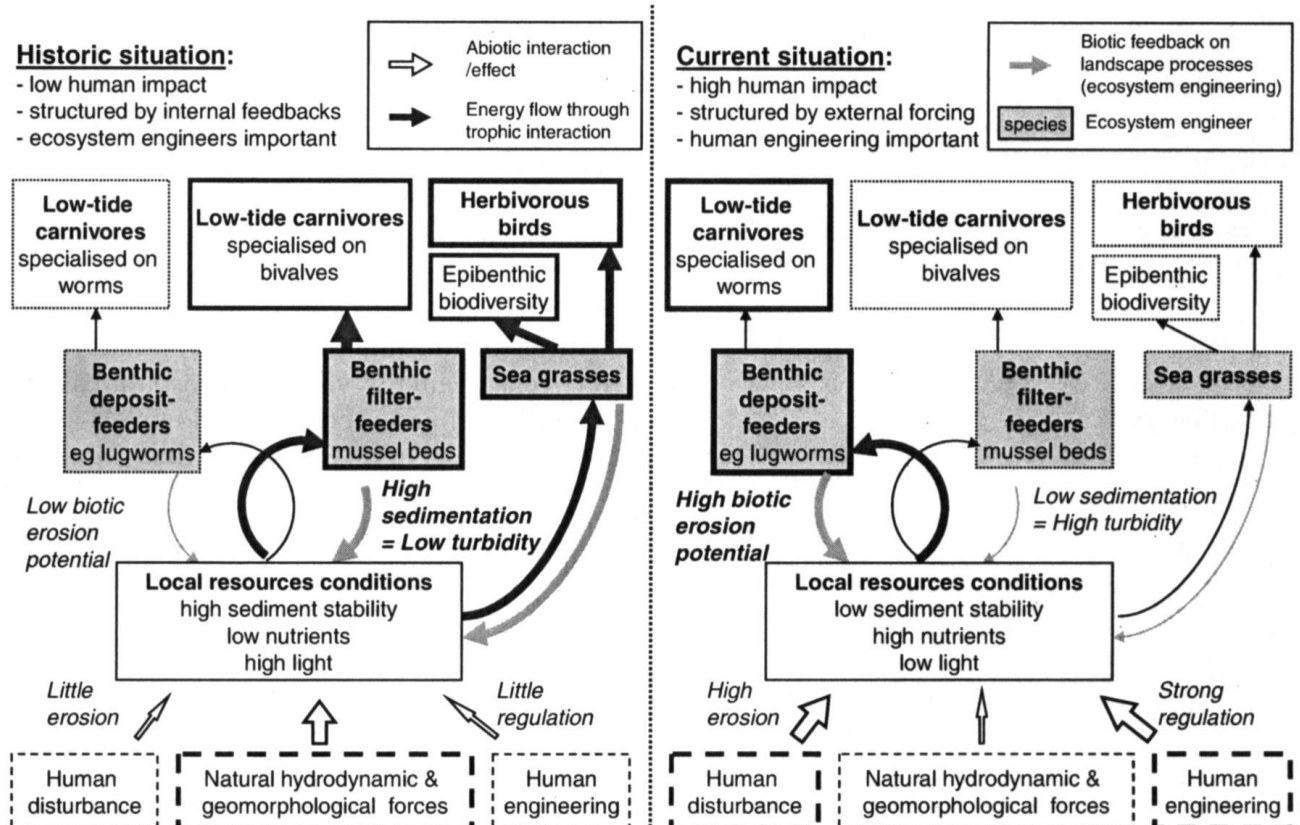 Historic situation:
- low human impact
- structured by internal feedbacks
- ecosystem engineers important
Abiotic interaction
/effect
Energy flow through
trophic interaction
Low-tide
carnivores
specialised on
worms
Low-tide carnivores
specialised on
bivalves
Herbivorous
birds
Epibenthic
biodiversity
Benthic
deposit-
feeders
eg lugworms
Benthic
filter-
feeders
mussel beds
Sea grasses
Low biotic
erosion
potential
High
sedimentation
= Low turbidity
Local resources conditions
high sediment stability
low nutrients
high light
Little
erosion
Little
regulation
Human
disturbance
Natural hydrodynamic &
geomorphological forces
Human
engineering
Current situation:
- high human impact
- structured by external forcing
- human engineering important
Biotic feedback on
landscape processes
(ecosystem engineering)
species
Ecosystem engineer
Low-tide
carnivores
specialised on
worms
Low-tide carnivores
specialised on
bivalves
Herbivorous
birds
Epibenthic
biodiversity
Benthic
deposit-
feeders
eg lugworms
Benthic
filter-
feeders
mussel beds
Sea grasses
High biotic
erosion
potential
Low sedimentation
= High turbidity
Local resources conditions
low sediment stability
high nutrients
low light
High
erosion
Strong
regulation
Human
disturbance
Natural hydrodynamic &
geomorphological forces
Human
engineering